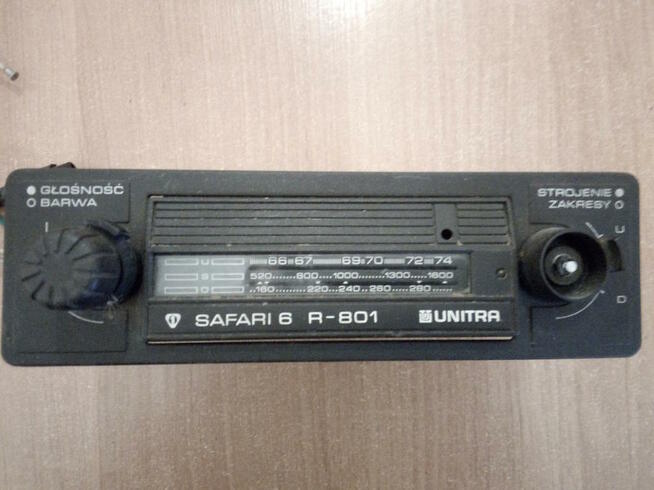 GŁOŚNOŚĆ
BARWA
I
STROJENIE
ZAKRESY
U
D
U 66-67 69-70 72-74
S 520 800 1000 1300 1600
D 160 220 240 260 280
SAFARI 6 R-801
UNITRA